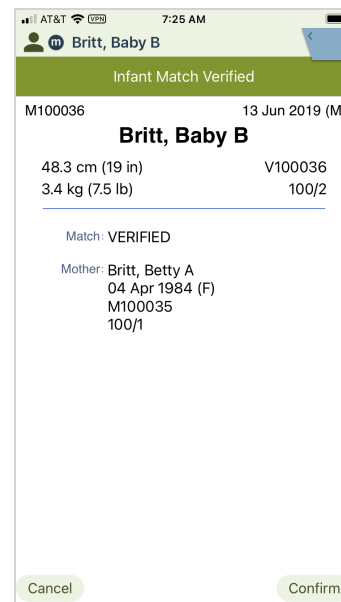 AT&T VPN 7:25 AM
m Britt, Baby B
Infant Match Verified
M100036 13 Jun 2019 (M
Britt, Baby B
48.3 cm (19 in) V100036
3.4 kg (7.5 lb) 100/2
Match: VERIFIED
Mother: Britt, Betty A
04 Apr 1984 (F)
M100035
100/1
Cancel Confirm